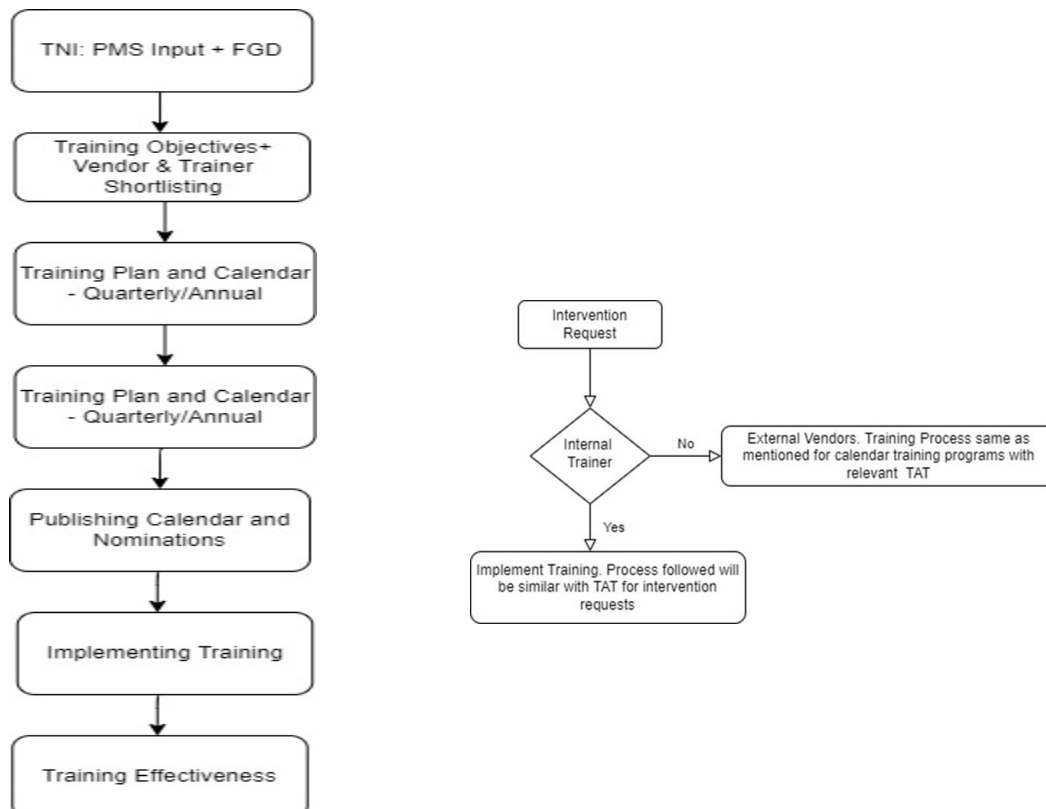 TNI: PMS Input + FGD
Training Objectives+
Vendor & Trainer
Shortlisting
Training Plan and Calendar
- Quarterly/Annual
Training Plan and Calendar
- Quarterly/Annual
Publishing Calendar and
Nominations
Implementing Training
Training Effectiveness
Intervention
Request
Internal
Trainer
No
External Vendors. Training Process same as
mentioned for calendar training programs with
relevant TAT
Yes
Implement Training. Process followed will
be similar with TAT for intervention
requests